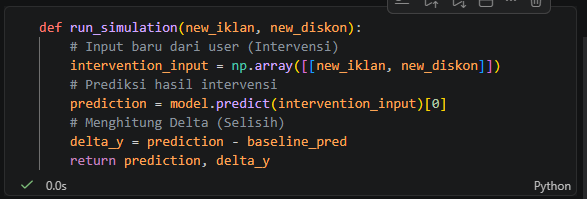 def run_simulation(new_iklan, new_diskon):
    # Input baru dari user (Intervensi)
    intervention_input = np.array([[new_iklan, new_diskon]])
    # Prediksi hasil intervensi
    prediction = model.predict(intervention_input)[0]
    # Menghitung Delta (Selisih)
    delta_y = prediction - baseline_pred
    return prediction, delta_y
0.0s
Python